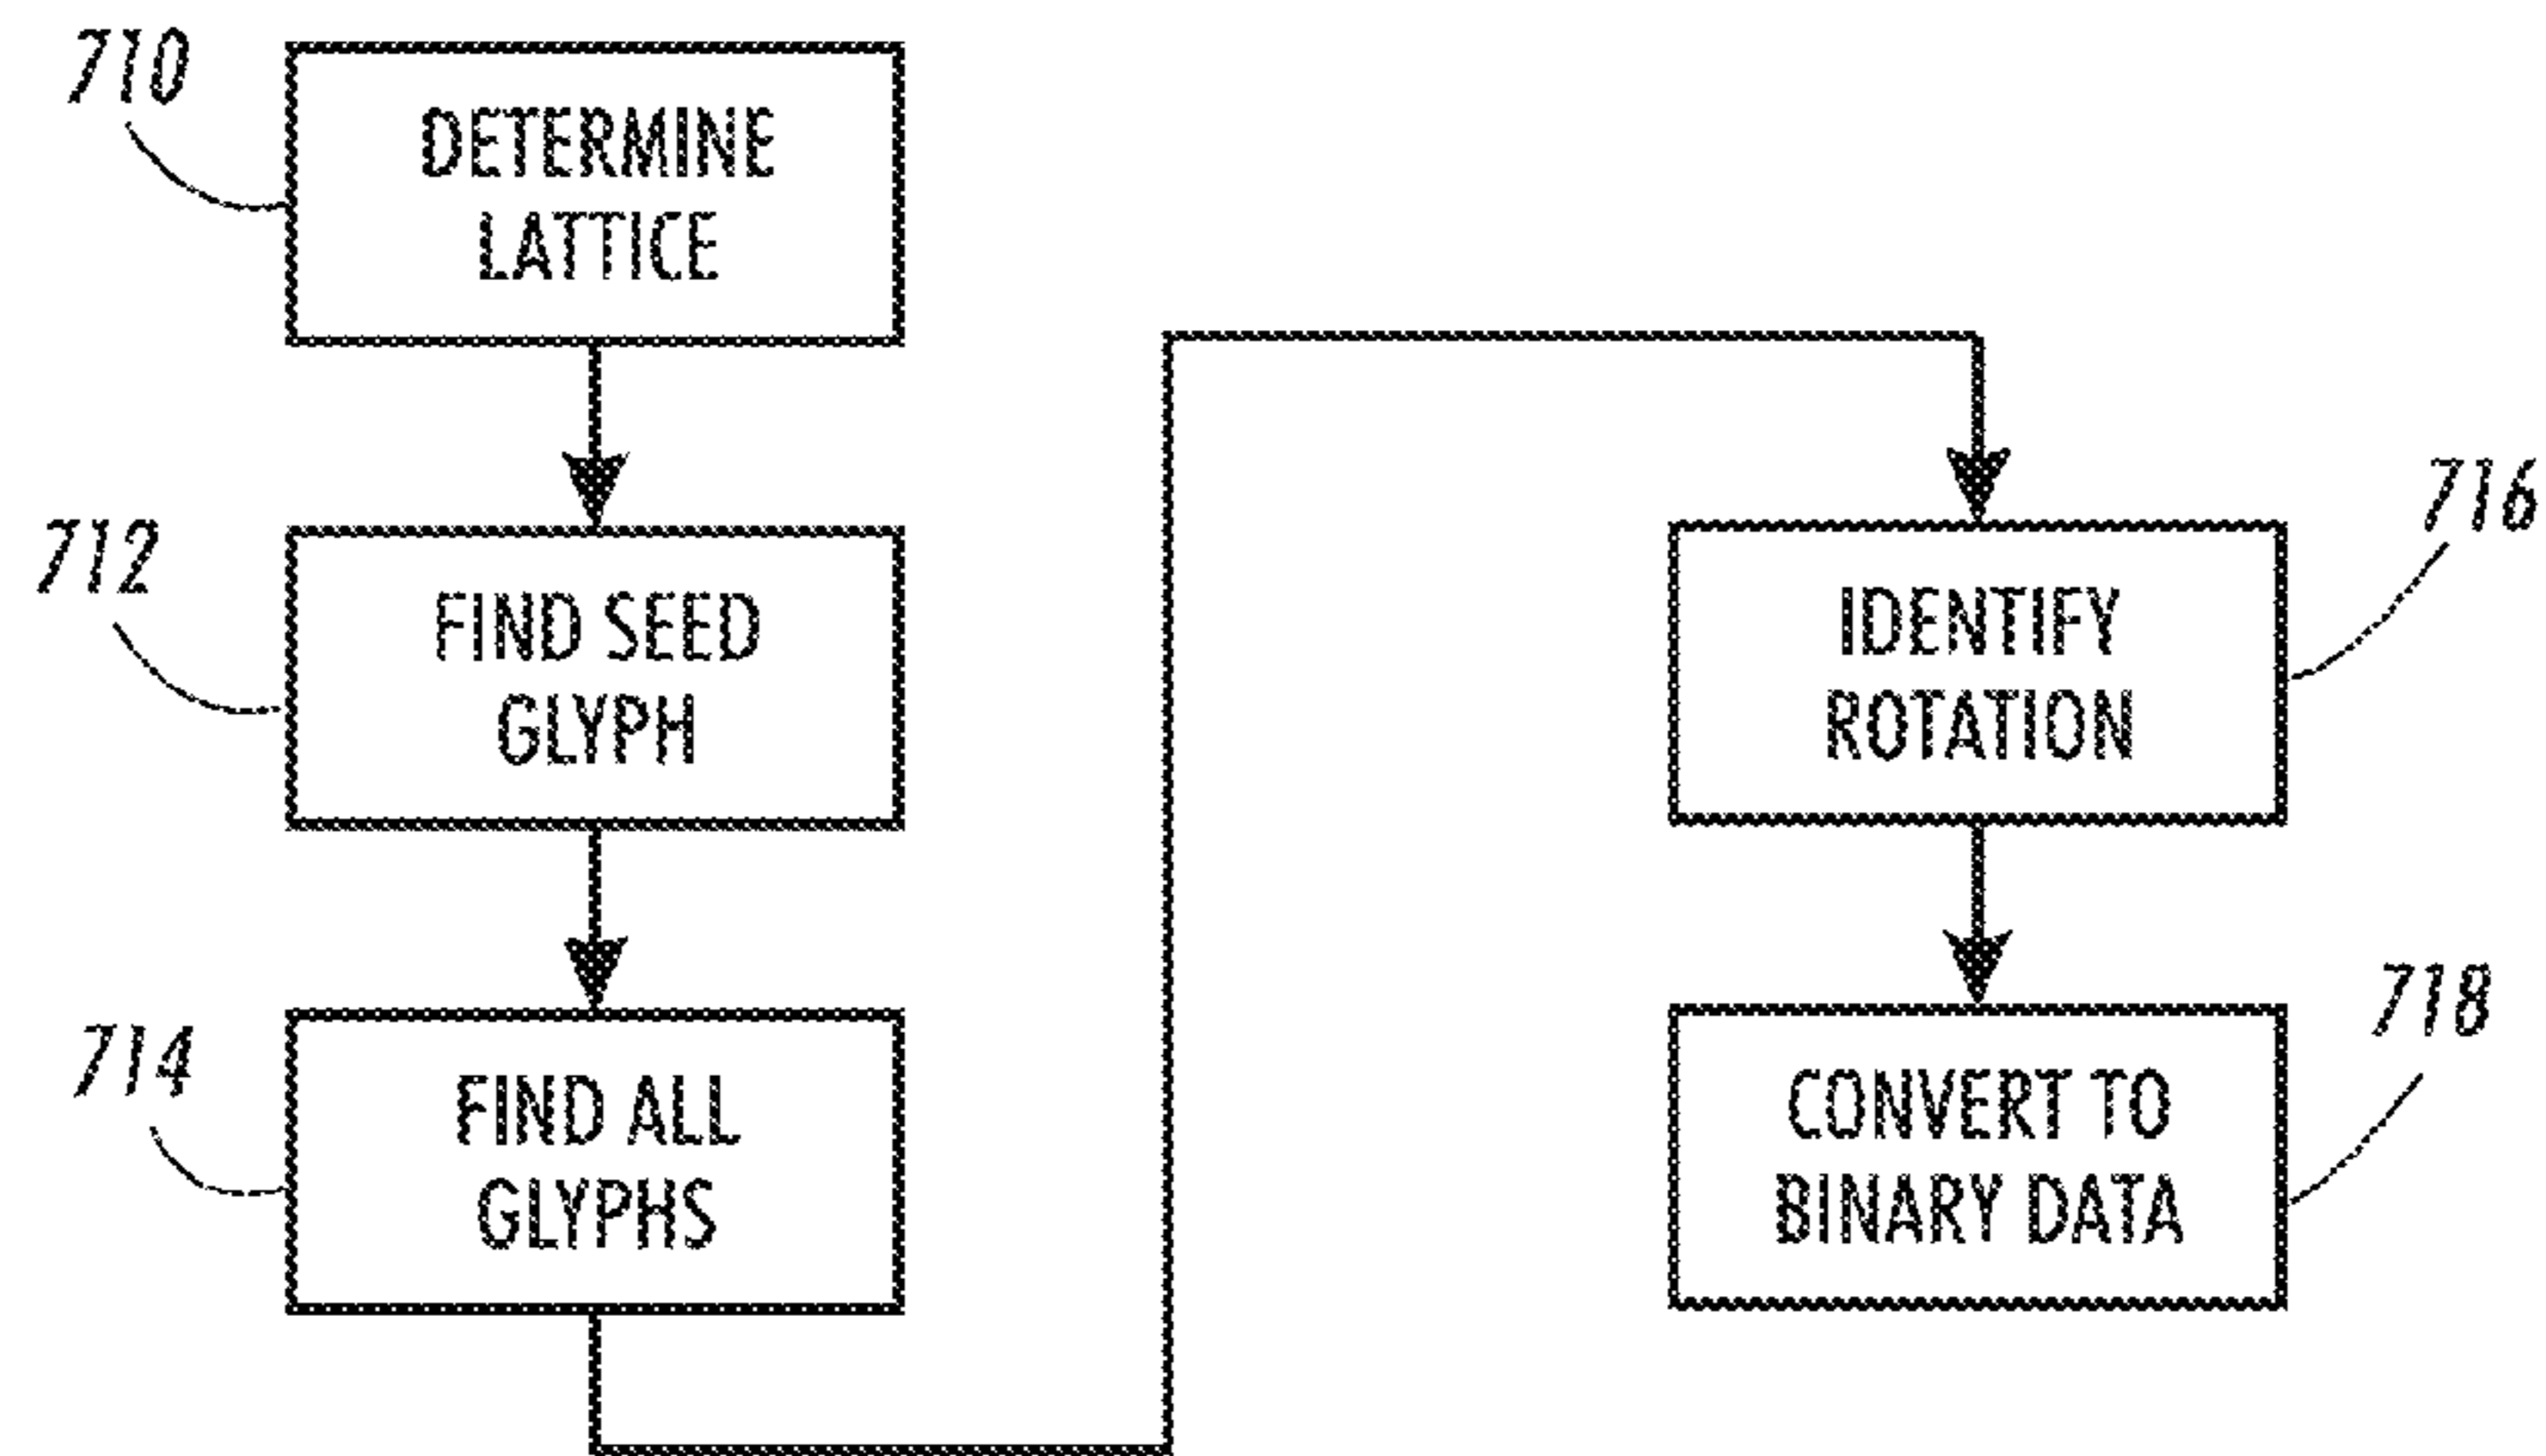 710
DETERMINE
LATTICE
712
FIND SEED
GLYPH
714
FIND ALL
GLYPHS
716
IDENTIFY
ROTATION
718
CONVERT TO
BINARY DATA